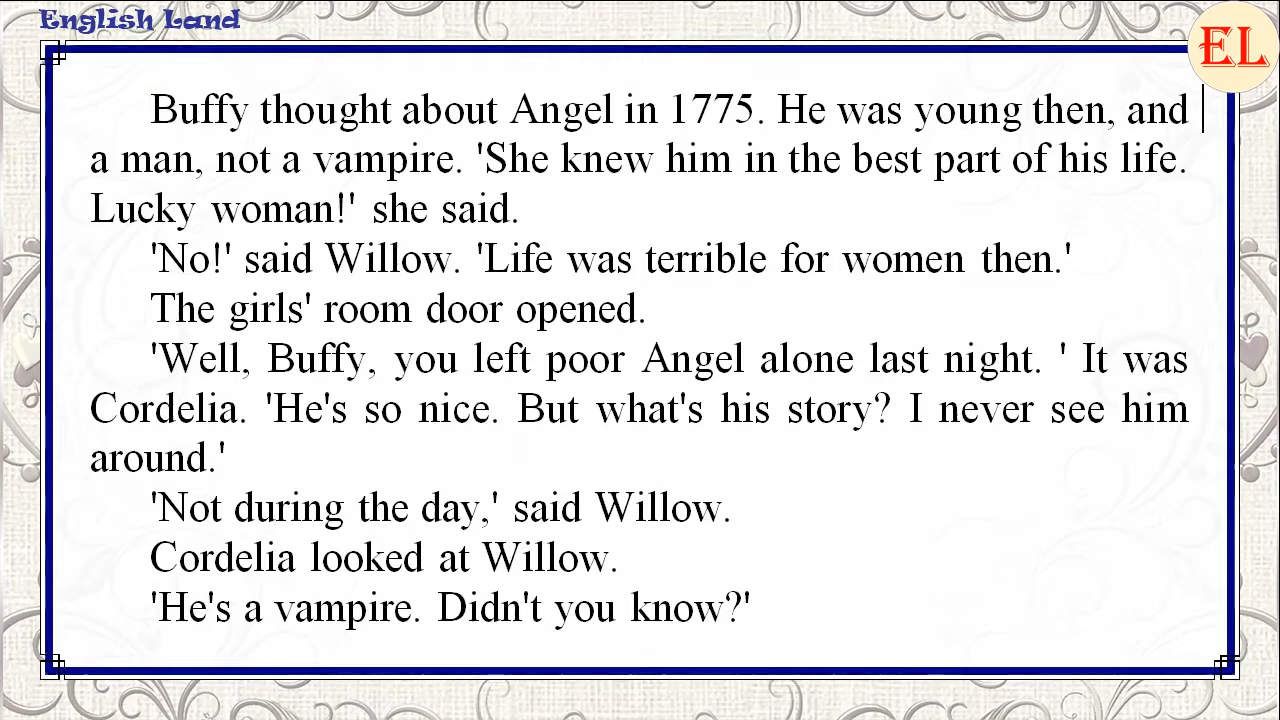 English Land
EL
Buffy thought about Angel in 1775. He was young then, and
a man, not a vampire. 'She knew him in the best part of his life.
Lucky woman!' she said.
'No!' said Willow. 'Life was terrible for women then.'
The girls' room door opened.
'Well, Buffy, you left poor Angel alone last night. ' It was
Cordelia. 'He's so nice. But what's his story? I never see him
around.'
'Not during the day,' said Willow.
Cordelia looked at Willow.
'He's a vampire. Didn't you know?'